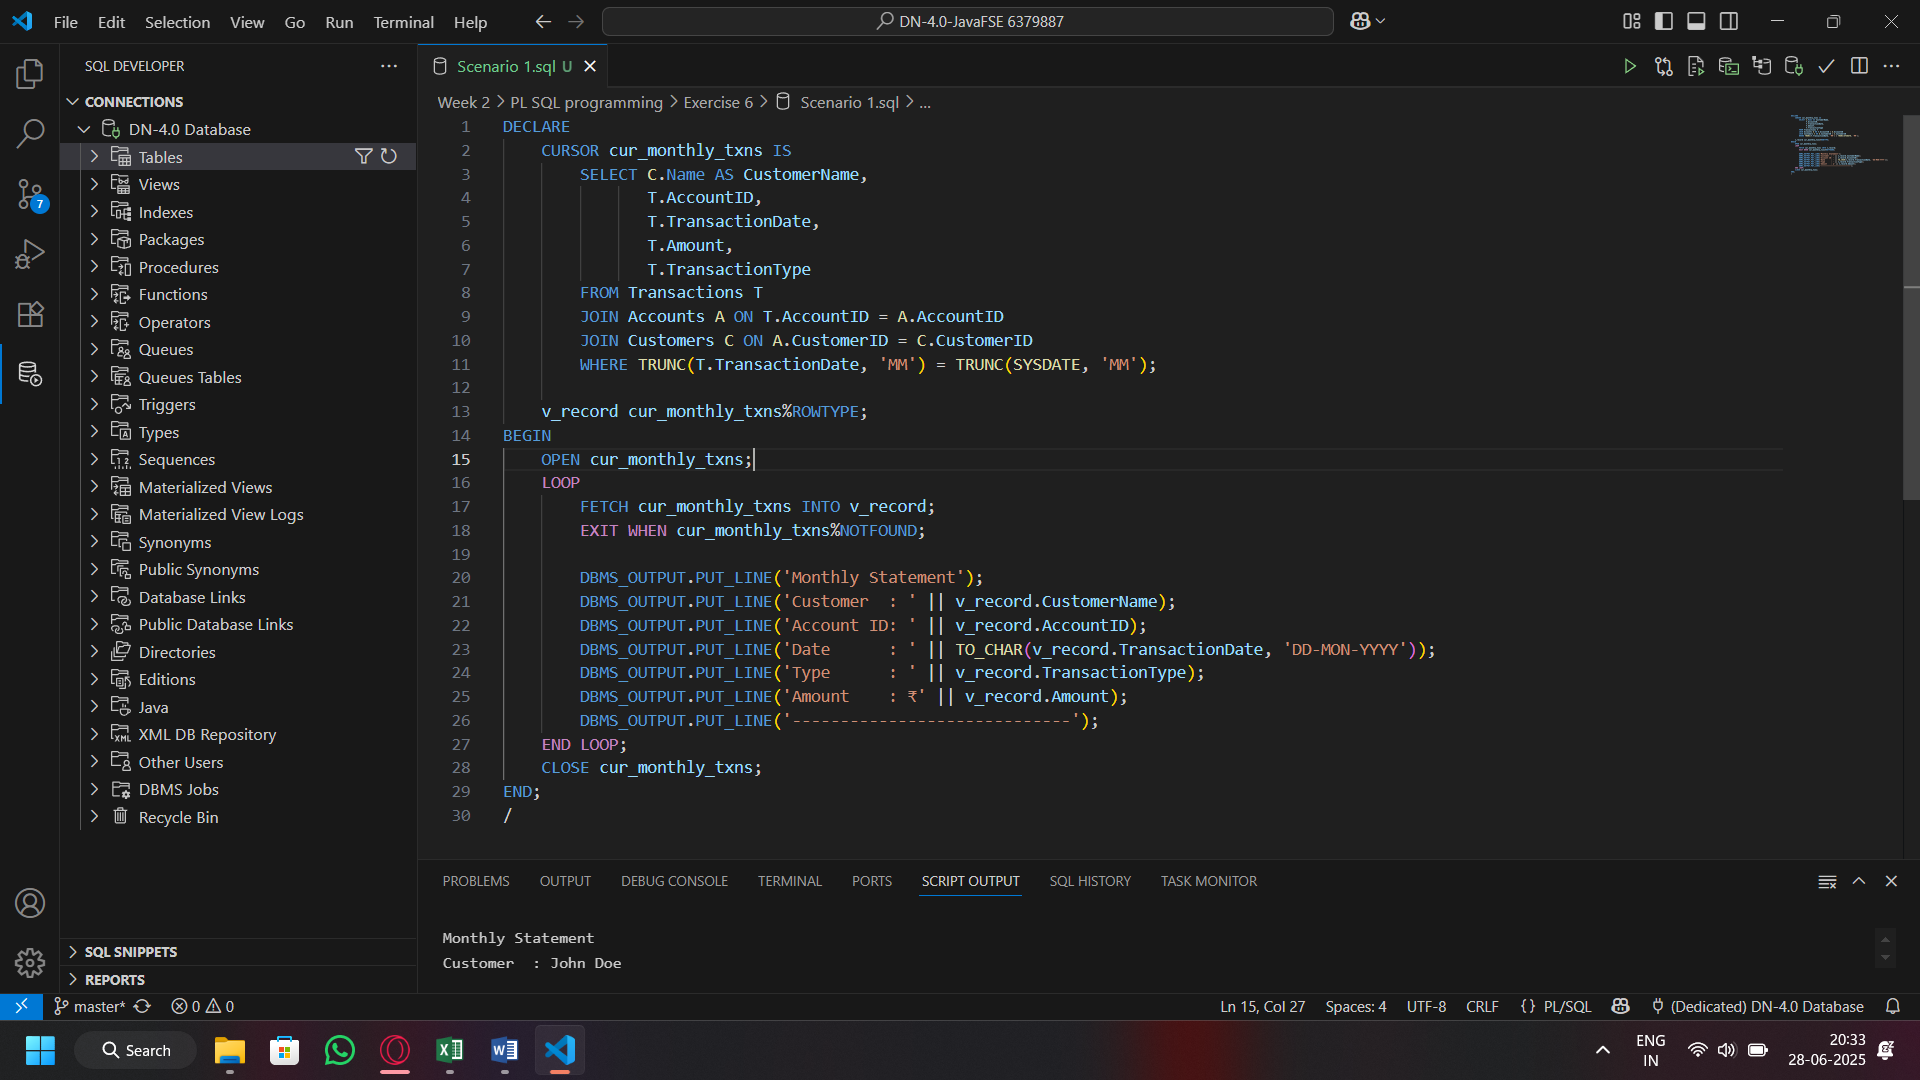 File Edit Selection View Go Run Terminal Help
DN-4.0-JavaFSE 6379887
SQL DEVELOPER
CONNECTIONS
DN-4.0 Database
Tables
Views
Indexes
Packages
Procedures
Functions
Operators
Queues
Queues Tables
Triggers
Types
Sequences
Materialized Views
Materialized View Logs
Synonyms
Public Synonyms
Database Links
Public Database Links
Directories
Editions
Java
XML DB Repository
Other Users
DBMS Jobs
Recycle Bin
SQL SNIPPETS
REPORTS
7
Scenario 1.sql U
Week 2 > PL SQL programming > Exercise 6 > Scenario 1.sql > ...
1 DECLARE
2     CURSOR cur_monthly_txns IS
3         SELECT C.Name AS CustomerName,
4                T.AccountID,
5                T.TransactionDate,
6                T.Amount,
7                T.TransactionType
8         FROM Transactions T
9         JOIN Accounts A ON T.AccountID = A.AccountID
10         JOIN Customers C ON A.CustomerID = C.CustomerID
11         WHERE TRUNC(T.TransactionDate, 'MM') = TRUNC(SYSDATE, 'MM');
12
13     v_record cur_monthly_txns%ROWTYPE;
14 BEGIN
15     OPEN cur_monthly_txns;
16     LOOP
17         FETCH cur_monthly_txns INTO v_record;
18         EXIT WHEN cur_monthly_txns%NOTFOUND;
19
20         DBMS_OUTPUT.PUT_LINE('Monthly Statement');
21         DBMS_OUTPUT.PUT_LINE('Customer  : ' || v_record.CustomerName);
22         DBMS_OUTPUT.PUT_LINE('Account ID: ' || v_record.AccountID);
23         DBMS_OUTPUT.PUT_LINE('Date      : ' || TO_CHAR(v_record.TransactionDate, 'DD-MON-YYYY'));
24         DBMS_OUTPUT.PUT_LINE('Type      : ' || v_record.TransactionType);
25         DBMS_OUTPUT.PUT_LINE('Amount    : ₹' || v_record.Amount);
26         DBMS_OUTPUT.PUT_LINE('-----------------------------');
27     END LOOP;
28     CLOSE cur_monthly_txns;
29 END;
30 /
PROBLEMS OUTPUT DEBUG CONSOLE TERMINAL PORTS SCRIPT OUTPUT SQL HISTORY TASK MONITOR
Monthly Statement
Customer  : John Doe
master* 0 0
Ln 15, Col 27 Spaces: 4 UTF-8 CRLF {} PL/SQL (Dedicated) DN-4.0 Database
Search
ENG
IN
20:33
28-06-2025